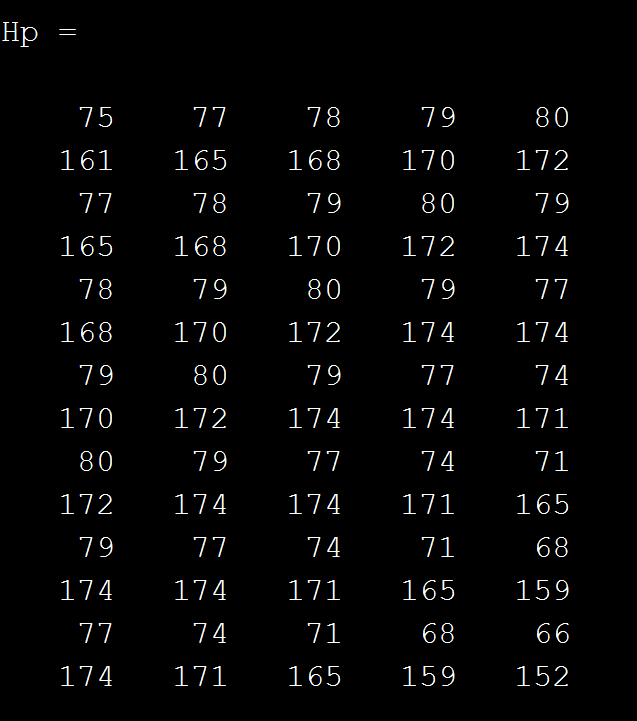 Hp =
75 77 78 79 80
161 165 168 170 172
77 78 79 80 79
165 168 170 172 174
78 79 80 79 77
168 170 172 174 174
79 80 79 77 74
170 172 174 174 171
80 79 77 74 71
172 174 174 171 165
79 77 74 71 68
174 174 171 165 159
77 74 71 68 66
174 171 165 159 152